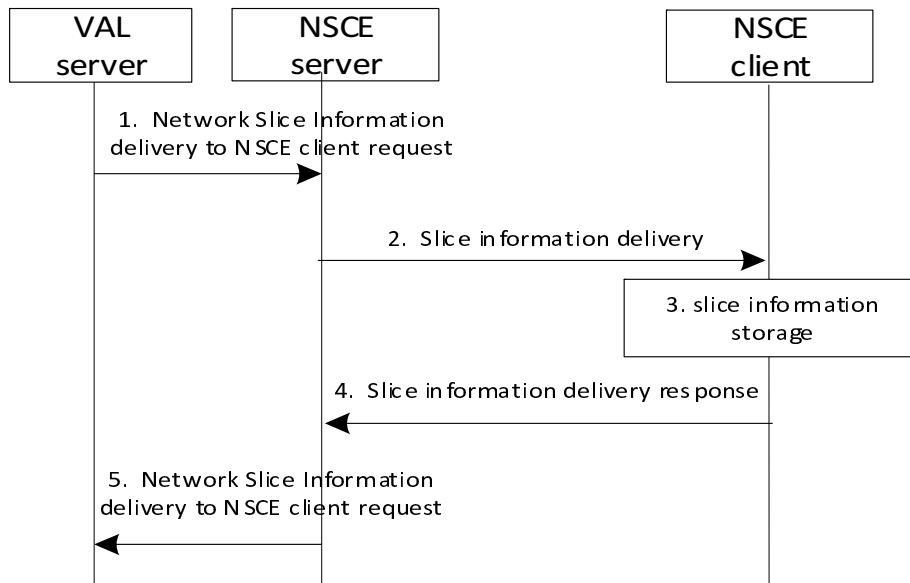 VAL
server
NSCE
server
NSCE
client
1. Network Slice Information
delivery to NSCE client request
2. Slice information delivery
3. slice information
storage
4. Slice information delivery response
5. Network Slice Information
delivery to NSCE client request